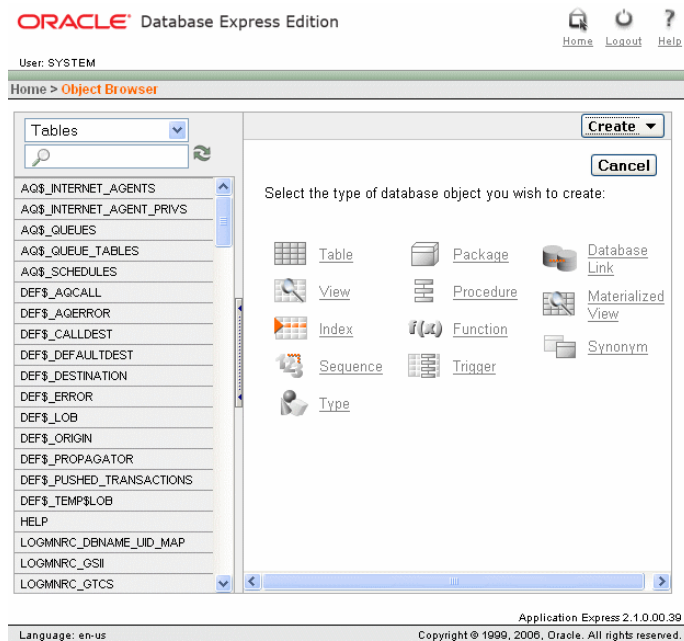 ORACLE® Database Express Edition
Home Logout Help
User: SYSTEM
Home > Object Browser
Tables
Create
Cancel
Select the type of database object you wish to create:
AQ$_INTERNET_AGENTS
AQ$_INTERNET_AGENT_PRIVS
AQ$_QUEUES
AQ$_QUEUE_TABLES
AQ$_SCHEDULES
DEF$_AQCALL
DEF$_AQERROR
DEF$_CALLDEST
DEF$_DEFAULTDEST
DEF$_DESTINATION
DEF$_ERROR
DEF$_LOB
DEF$_ORIGIN
DEF$_PROPAGATOR
DEF$_PUSHED_TRANSACTIONS
DEF$_TEMP$LOB
HELP
LOGMNRC_DBNAME_UID_MAP
LOGMNRC_GSII
LOGMNRC_GTCS
Table
View
Index
Sequence
Type
Package
Procedure
f(x) Function
Trigger
Database
Link
Materialized
View
Synonym
Application Express 2.1.0.00.39
Language: en-us
Copyright © 1999, 2006, Oracle. All rights reserved.